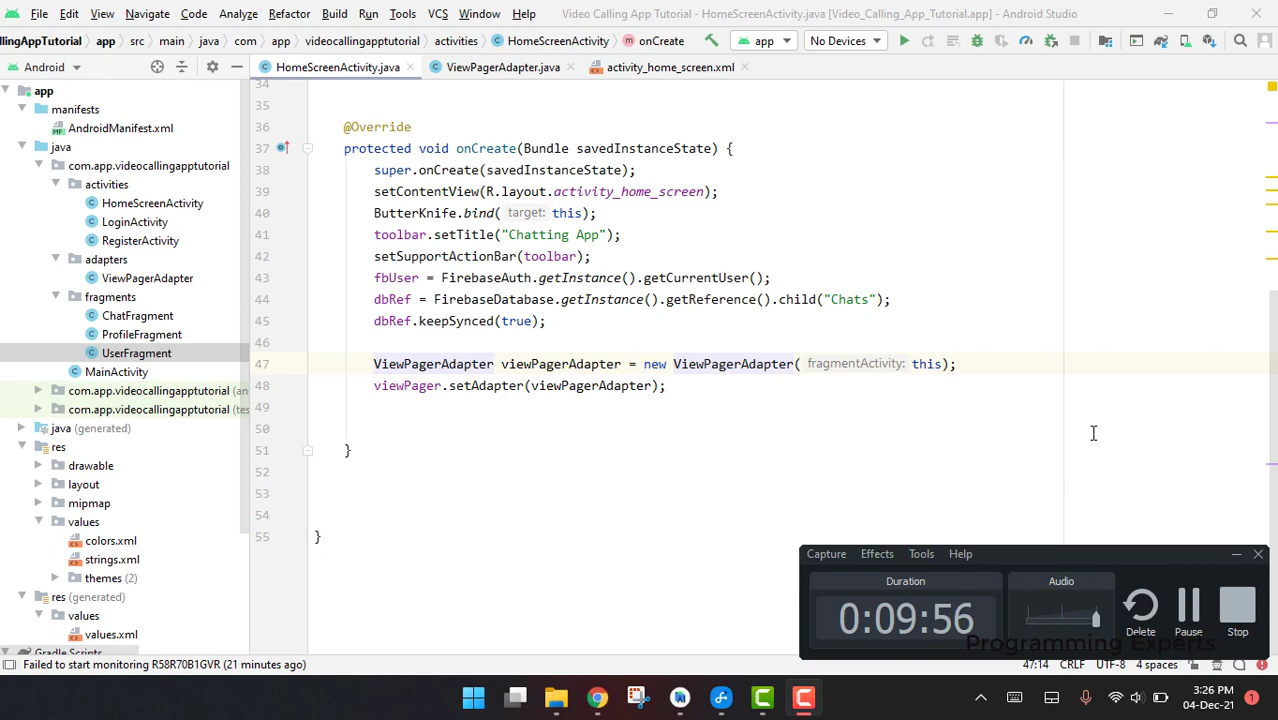 File Edit View Navigate Code Analyze Refactor Build Run Tools VCS Window Help Video Calling App Tutorial - HomeScreenActivity.java [Video_Calling_App_Tutorial.app] - Android Studio
llingAppTutorial app src main java com app videocallingapptutorial activities HomeScreenActivity onCreate app No Devices
Android HomeScreenActivity.java ViewPagerAdapter.java activity_home_screen.xml
app
manifests
AndroidManifest.xml
java
com.app.videocallingapptutorial
activities
HomeScreenActivity
LoginActivity
RegisterActivity
adapters
ViewPagerAdapter
fragments
ChatFragment
ProfileFragment
UserFragment
MainActivity
com.app.videocallingapptutorial (an
com.app.videocallingapptutorial (te
java (generated)
res
drawable
layout
mipmap
values
colors.xml
strings.xml
themes (2)
res (generated)
values
values.xml
Gradle Scripts
34
35
36 @Override
37 protected void onCreate(Bundle savedInstanceState) {
38 super.onCreate(savedInstanceState);
39 setContentView(R.layout.activity_home_screen);
40 ButterKnife.bind( target: this);
41 toolbar.setTitle("Chatting App");
42 setSupportActionBar(toolbar);
43 fbUser = FirebaseAuth.getInstance().getCurrentUser();
44 dbRef = FirebaseDatabase.getInstance().getReference().child("Chats");
45 dbRef.keepSynced(true);
46
47 ViewPagerAdapter viewPagerAdapter = new ViewPagerAdapter( fragmentActivity: this);
48 viewPager.setAdapter(viewPagerAdapter);
49
50
51 }
52
53
54
55 }
Capture Effects Tools Help
Duration Audio
0:09:56
Delete Pause Stop
Programming Experts
Failed to start monitoring R58R70B1GVR (21 minutes ago) 47:14 CRLF UTF-8 4 spaces
3:26 PM
04-Dec-21
1